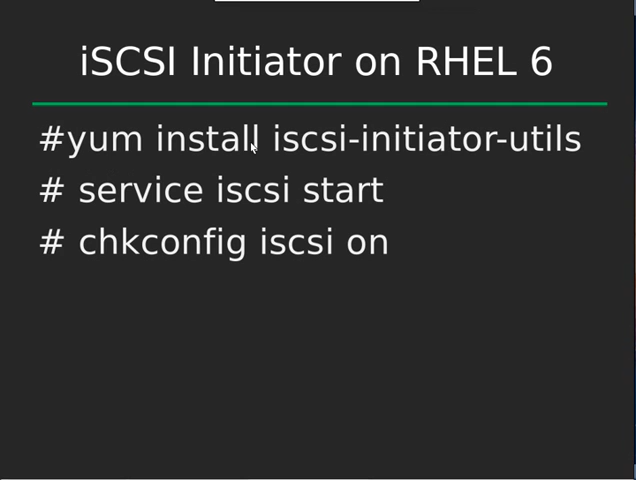 iSCSI Initiator on RHEL 6
#yum install iscsi-initiator-utils
# service iscsi start
# chkconfig iscsi on